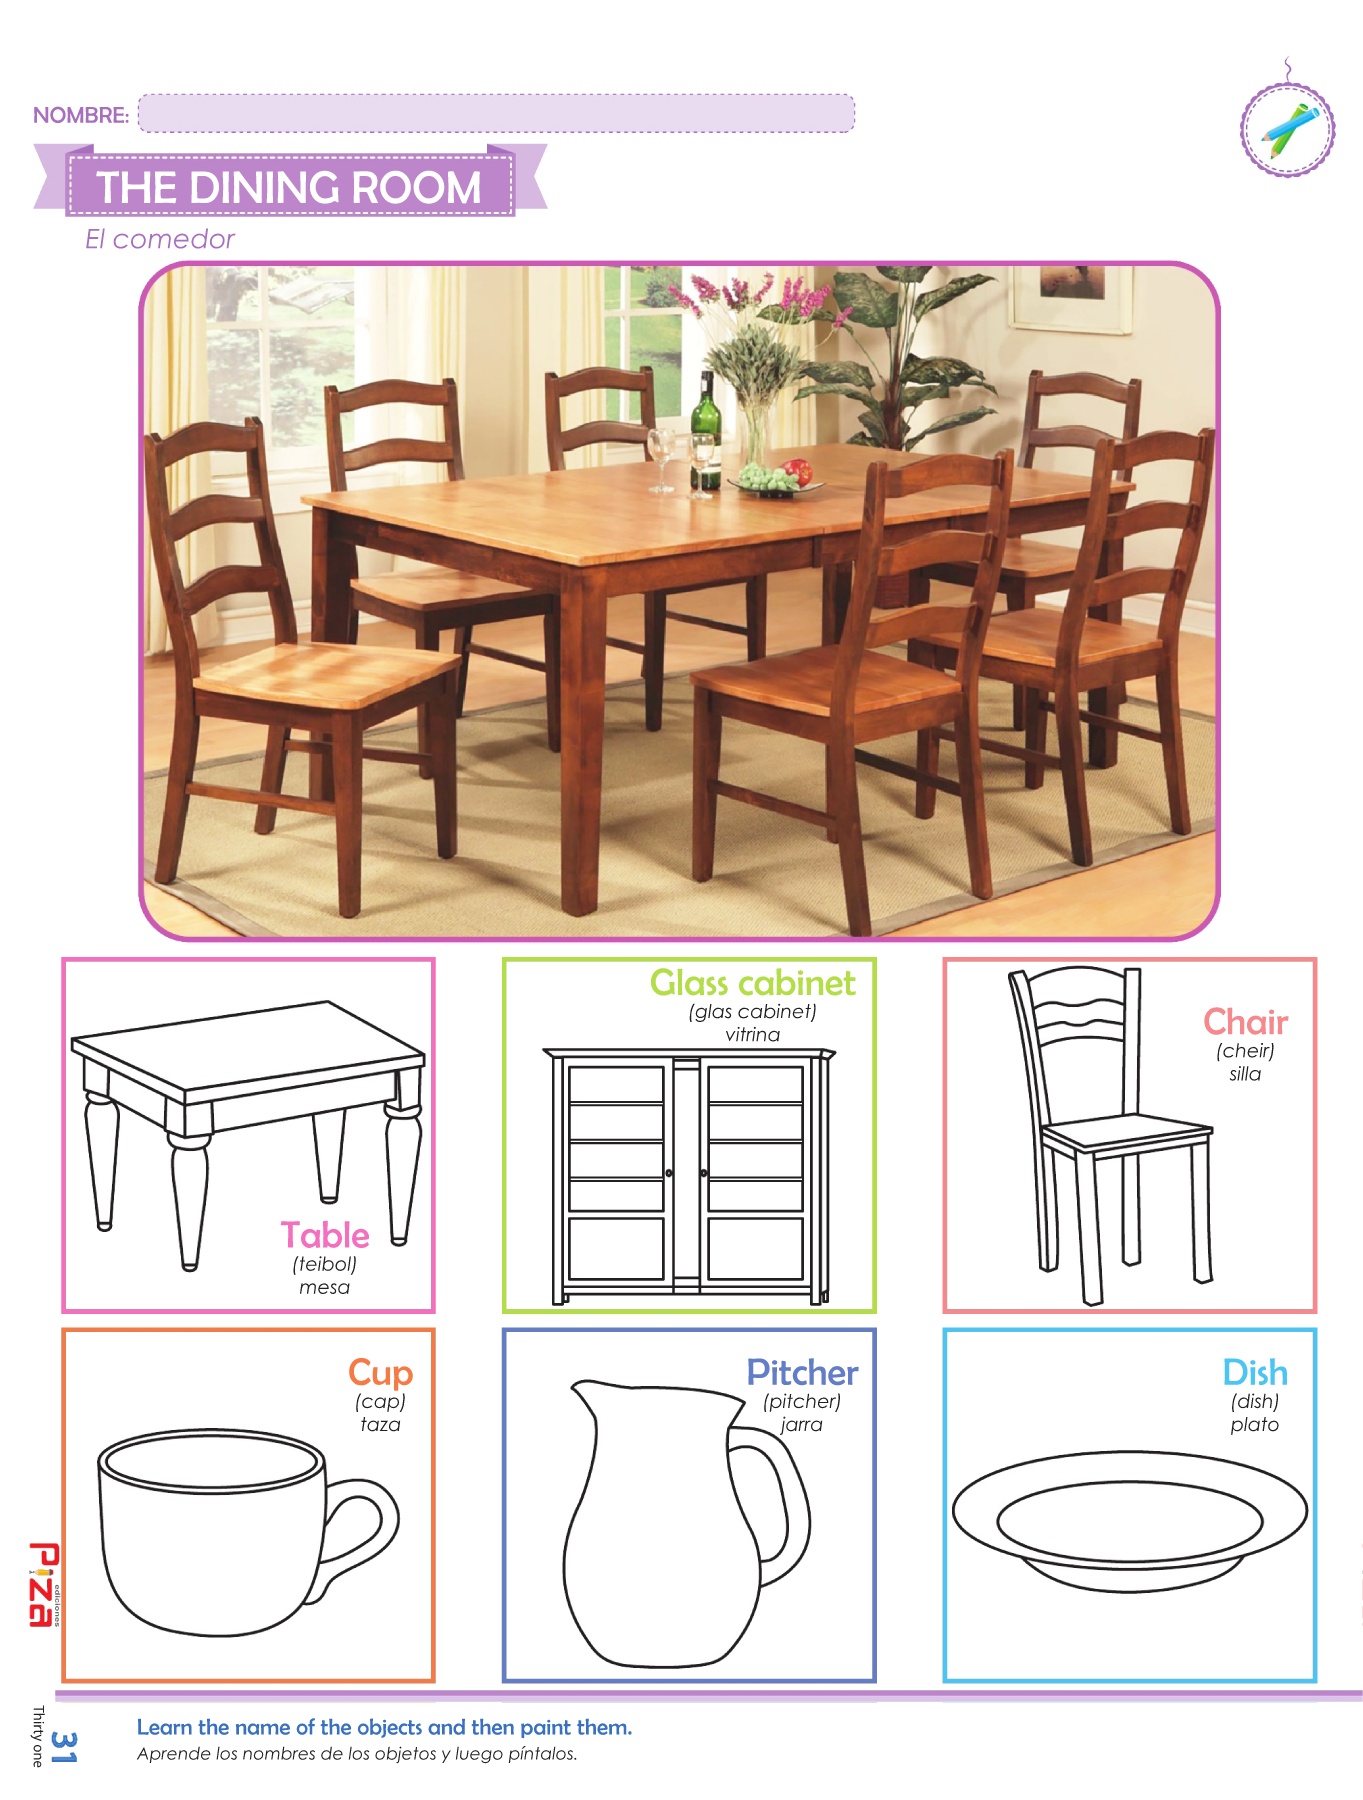 NOMBRE:
THE DINING ROOM
El comedor
Table
(teibol)
mesa
Glass cabinet
(glas cabinet)
vitrina
Chair
(cheir)
silla
Cup
(cap)
taza
Pitcher
(pitcher)
jarra
Dish
(dish)
plato
Piza
ediciones
31
Thirty one
Learn the name of the objects and then paint them.
Aprende los nombres de los objetos y luego píntalos.